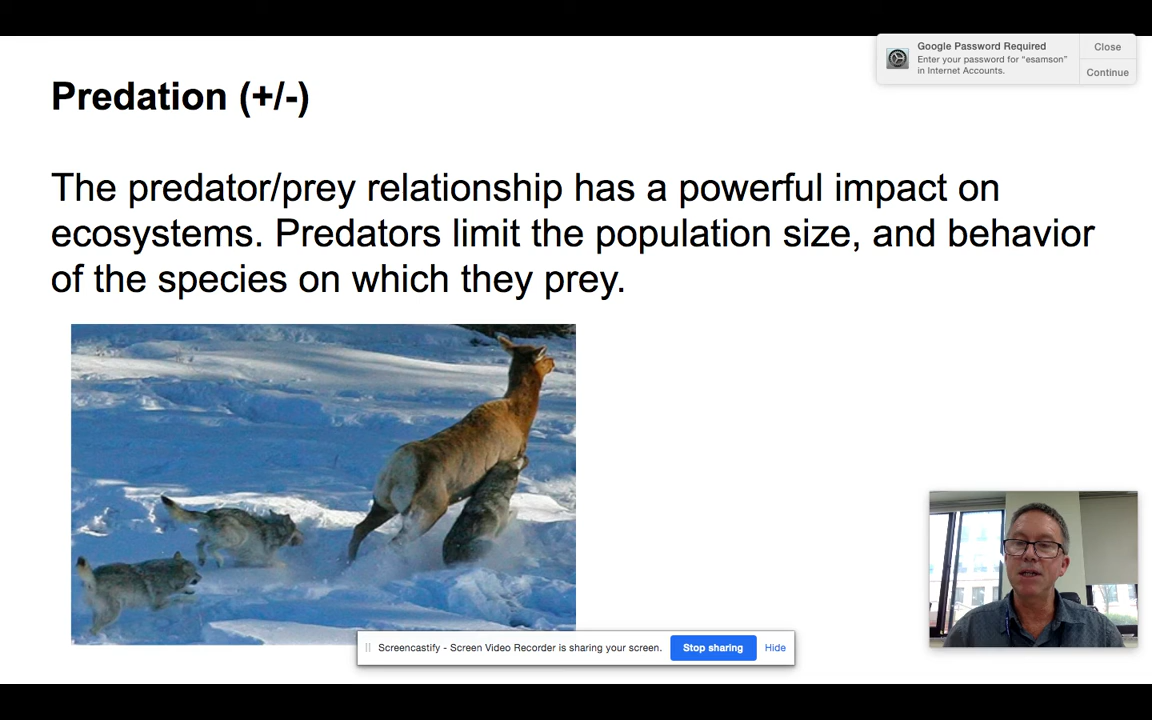 Google Password Required
Enter your password for "esamson"
in Internet Accounts.
Close
Continue
Predation (+/-)
The predator/prey relationship has a powerful impact on
ecosystems. Predators limit the population size, and behavior
of the species on which they prey.
Screencastify - Screen Video Recorder is sharing your screen.
Stop sharing
Hide